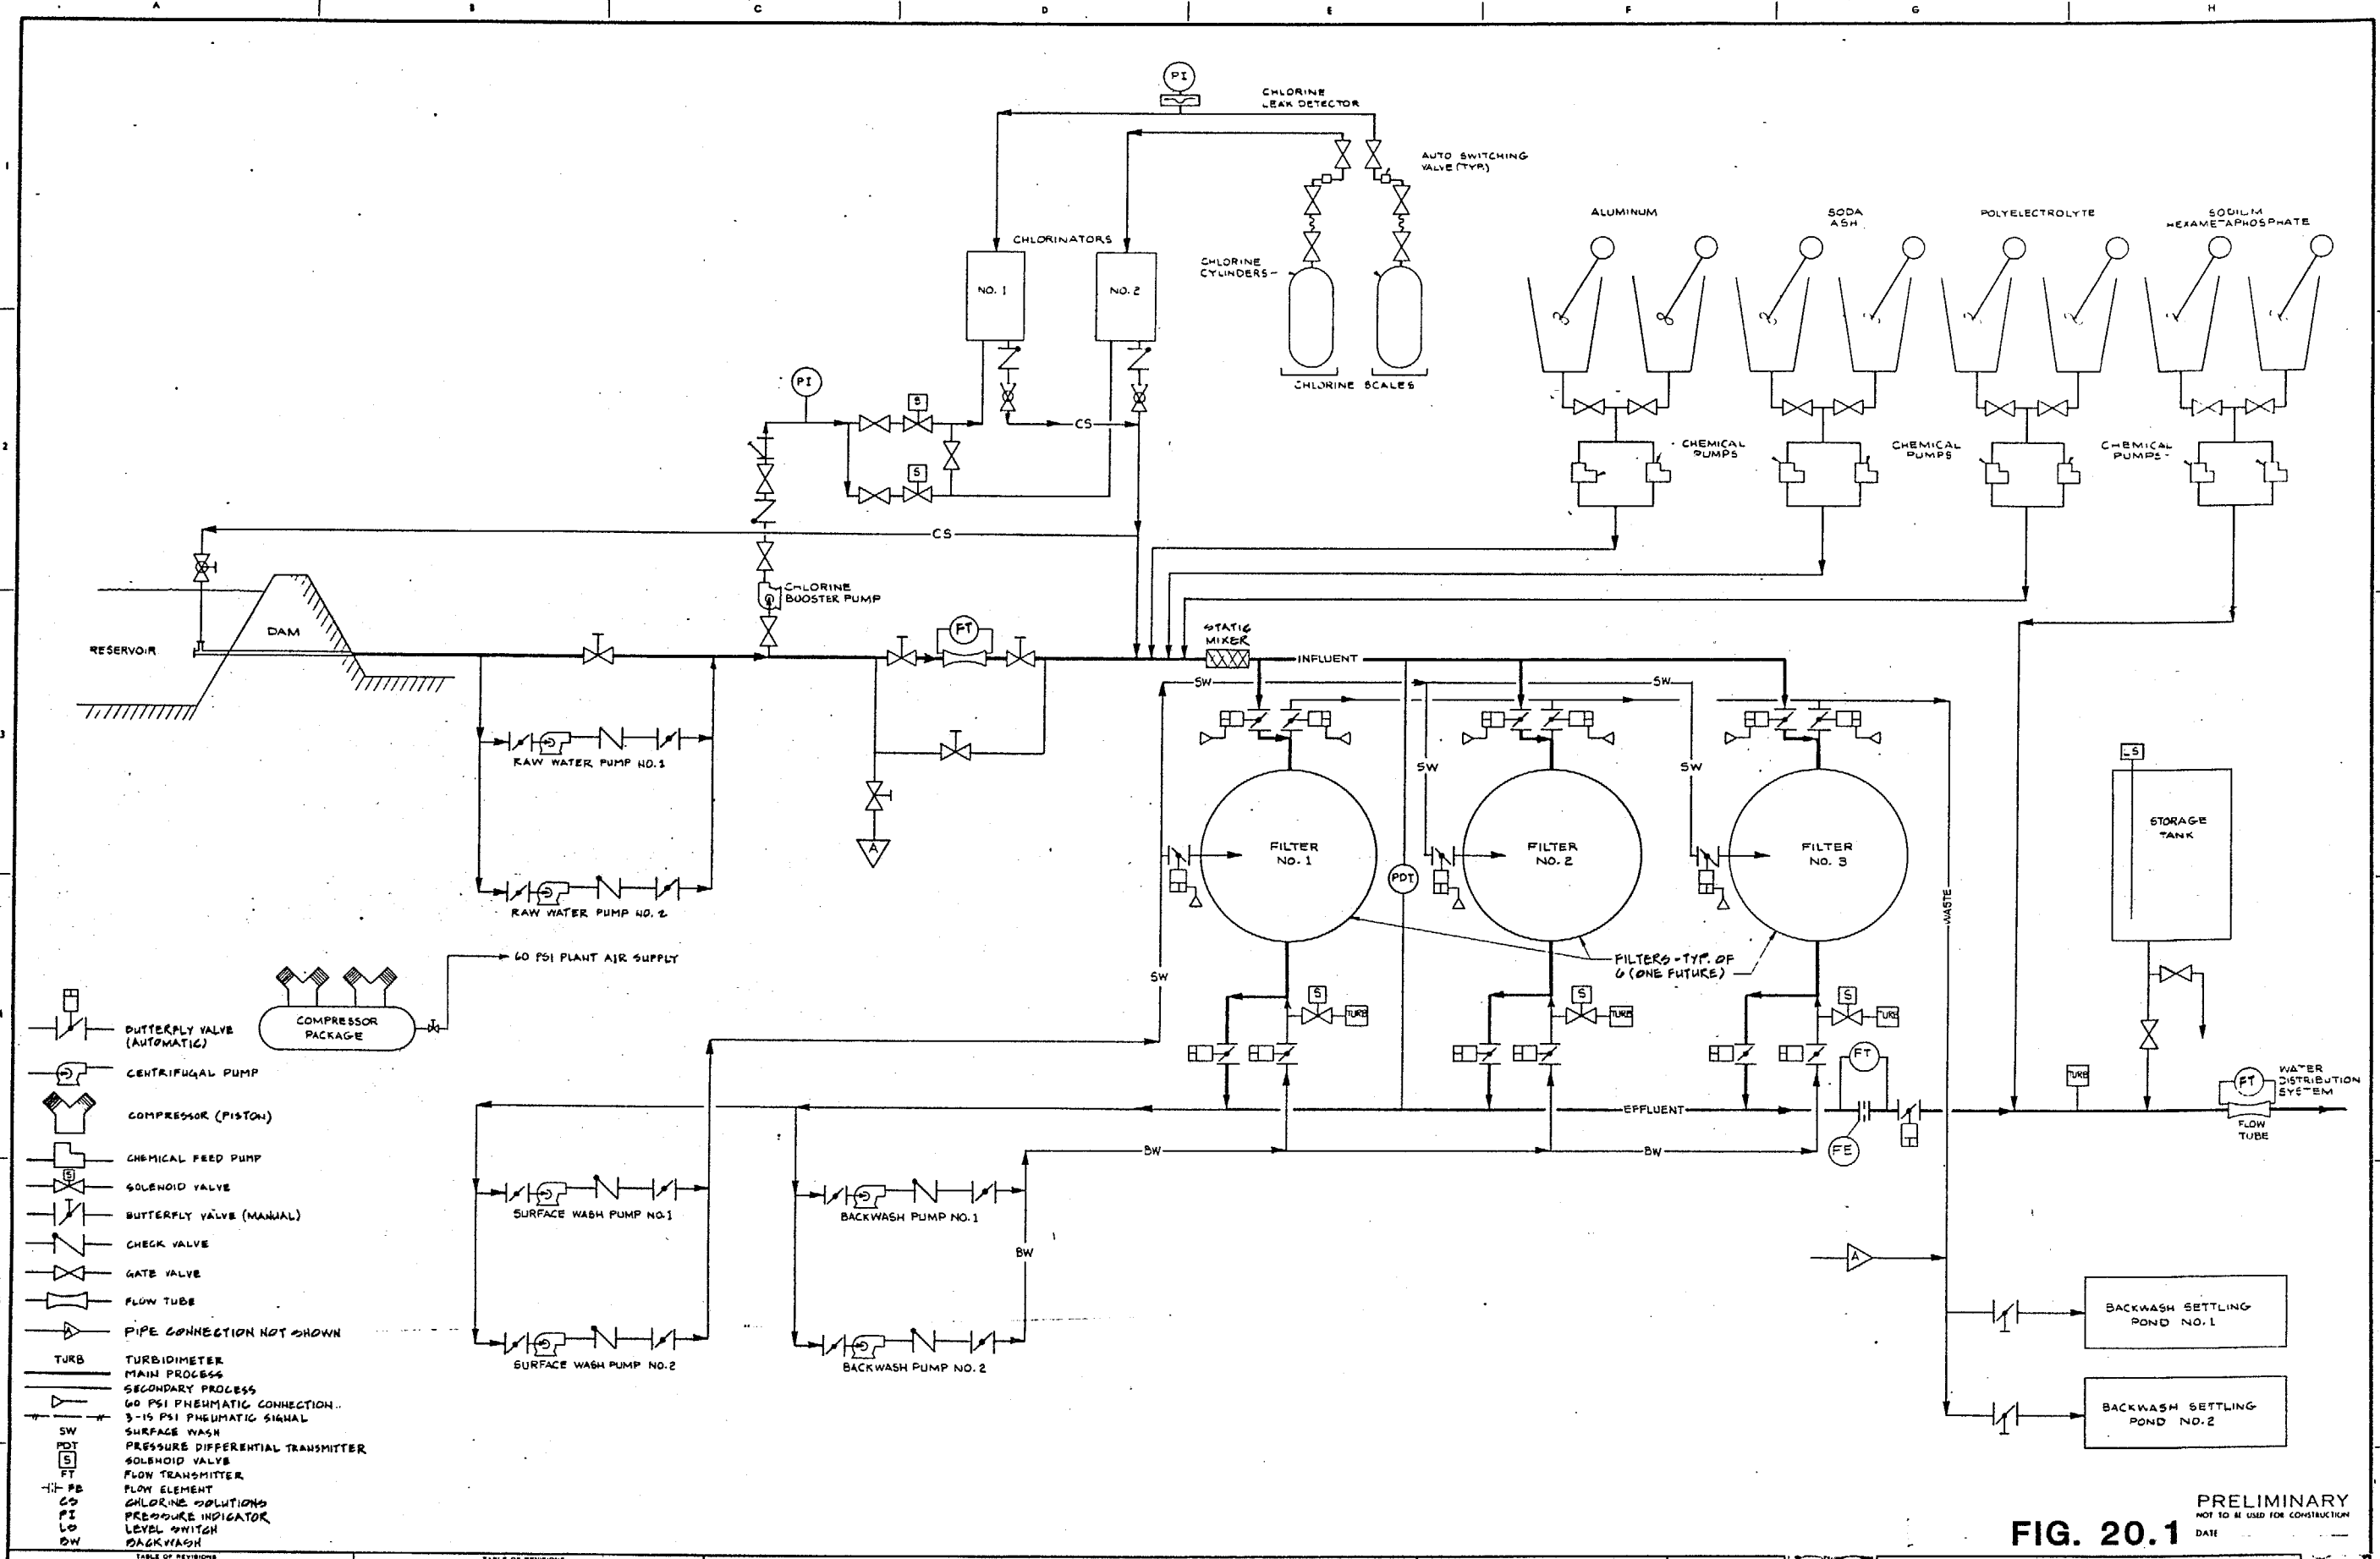 A B C D E F G H
1
2
3
PI
CHLORINE
LEAK DETECTOR
AUTO SWITCHING
VALVE (TYP.)
CHLORINATORS
NO. 1
NO. 2
CHLORINE
CYLINDERS
CHLORINE SCALES
ALUMINUM
SODA
ASH
POLYELECTROLYTE
SODIUM
HEXAMETAPHOSPHATE
CHEMICAL
PUMPS
CHEMICAL
PUMPS
CHEMICAL
PUMPS
PI
S
S
CS
CS
CHLORINE
BOOSTER PUMP
RESERVOIR
DAM
FT
STATIC
MIXER
INFLUENT
SW
SW
SW
SW
RAW WATER PUMP NO. 1
RAW WATER PUMP NO. 2
A
FILTER
NO. 1
PDT
FILTER
NO. 2
FILTER
NO. 3
FILTERS - TYP. OF
6 (ONE FUTURE)
WASTE
LS
STORAGE
TANK
60 PSI PLANT AIR SUPPLY
COMPRESSOR
PACKAGE
SW
S
TURB
S
TURB
S
TURB
FT
FE
EFFLUENT
TURB
FT
WATER
DISTRIBUTION
SYSTEM
FLOW
TUBE
BW
BW
BW
SURFACE WASH PUMP NO.1
SURFACE WASH PUMP NO.2
BACKWASH PUMP NO. 1
BACKWASH PUMP NO. 2
A
BACKWASH SETTLING
POND NO.1
BACKWASH SETTLING
POND NO.2
BUTTERFLY VALVE
(AUTOMATIC)
CENTRIFUGAL PUMP
COMPRESSOR (PISTON)
CHEMICAL FEED PUMP
S SOLENOID VALVE
BUTTERFLY VALVE (MANUAL)
CHECK VALVE
GATE VALVE
FLOW TUBE
A PIPE CONNECTION NOT SHOWN
TURB TURBIDIMETER
MAIN PROCESS
SECONDARY PROCESS
60 PSI PNEUMATIC CONNECTION
3-15 PSI PNEUMATIC SIGNAL
SW SURFACE WASH
PDT PRESSURE DIFFERENTIAL TRANSMITTER
S SOLENOID VALVE
FT FLOW TRANSMITTER
FE FLOW ELEMENT
CS CHLORINE SOLUTIONS
PI PRESSURE INDICATOR
LS LEVEL SWITCH
BW BACKWASH
TABLE OF REVISIONS TABLE OF REVISIONS
PRELIMINARY
NOT TO BE USED FOR CONSTRUCTION
DATE
FIG. 20.1